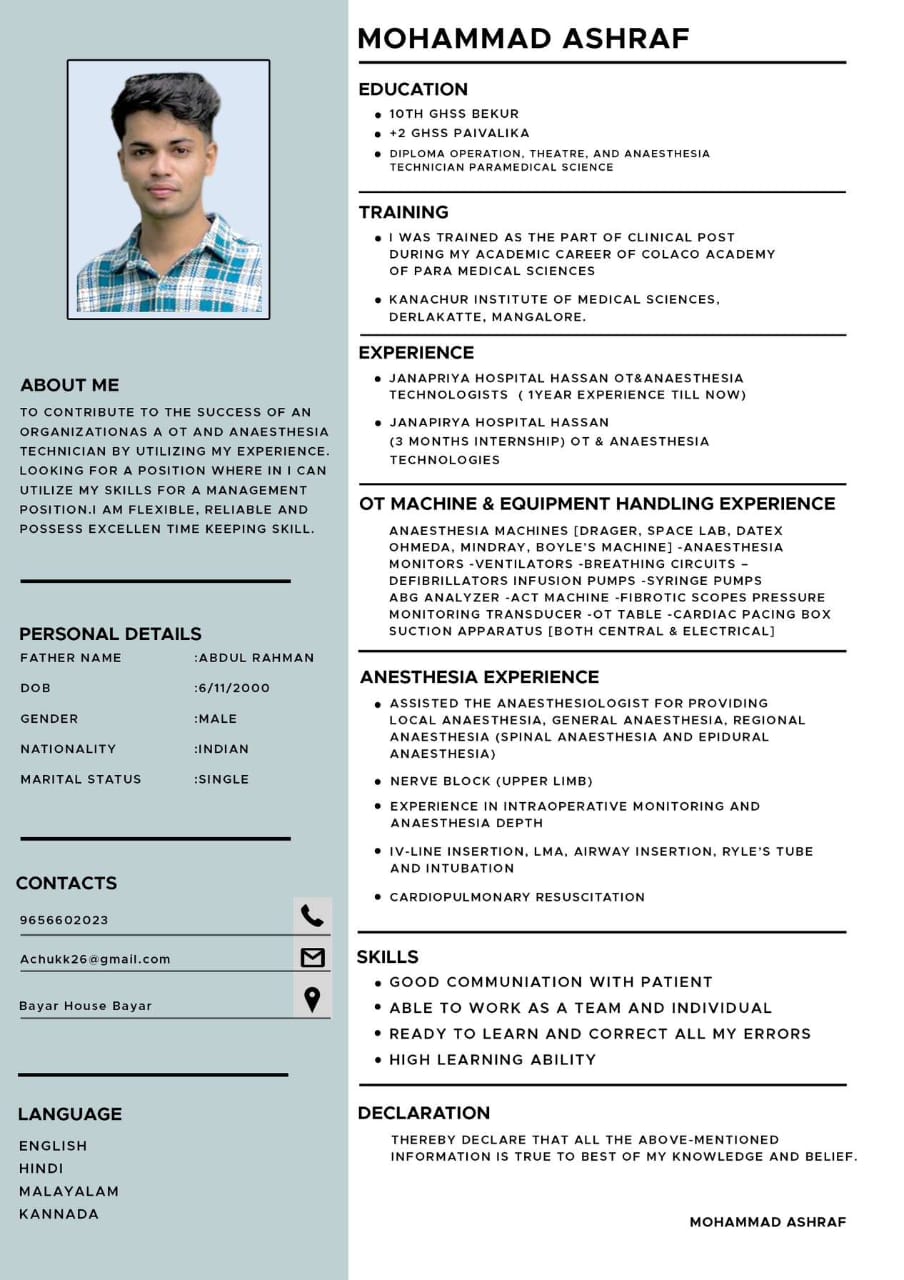 MOHAMMAD ASHRAF
EDUCATION
10TH GHSS BEKUR
+2 GHSS PAIVALIKA
DIPLOMA OPERATION, THEATRE, AND ANAESTHESIA
TECHNICIAN PARAMEDICAL SCIENCE
TRAINING
I WAS TRAINED AS THE PART OF CLINICAL POST
DURING MY ACADEMIC CAREER OF COLACO ACADEMY
OF PARA MEDICAL SCIENCES
KANACHUR INSTITUTE OF MEDICAL SCIENCES,
DERLAKATTE, MANGALORE.
EXPERIENCE
JANAPRIYA HOSPITAL HASSAN OT&ANAESTHESIA
TECHNOLOGISTS ( 1YEAR EXPERIENCE TILL NOW)
JANAPIRYA HOSPITAL HASSAN
(3 MONTHS INTERNSHIP) OT & ANAESTHESIA
TECHNOLOGIES
OT MACHINE & EQUIPMENT HANDLING EXPERIENCE
ANAESTHESIA MACHINES [DRAGER, SPACE LAB, DATEX
OHMEDA, MINDRAY, BOYLE'S MACHINE] -ANAESTHESIA
MONITORS -VENTILATORS -BREATHING CIRCUITS –
DEFIBRILLATORS INFUSION PUMPS -SYRINGE PUMPS
ABG ANALYZER -ACT MACHINE -FIBROTIC SCOPES PRESSURE
MONITORING TRANSDUCER -OT TABLE -CARDIAC PACING BOX
SUCTION APPARATUS [BOTH CENTRAL & ELECTRICAL]
ANESTHESIA EXPERIENCE
ASSISTED THE ANAESTHESIOLOGIST FOR PROVIDING
LOCAL ANAESTHESIA, GENERAL ANAESTHESIA, REGIONAL
ANAESTHESIA (SPINAL ANAESTHESIA AND EPIDURAL
ANAESTHESIA)
NERVE BLOCK (UPPER LIMB)
EXPERIENCE IN INTRAOPERATIVE MONITORING AND
ANAESTHESIA DEPTH
IV-LINE INSERTION, LMA, AIRWAY INSERTION, RYLE'S TUBE
AND INTUBATION
CARDIOPULMONARY RESUSCITATION
SKILLS
GOOD COMMUNIATION WITH PATIENT
ABLE TO WORK AS A TEAM AND INDIVIDUAL
READY TO LEARN AND CORRECT ALL MY ERRORS
HIGH LEARNING ABILITY
DECLARATION
THEREBY DECLARE THAT ALL THE ABOVE-MENTIONED
INFORMATION IS TRUE TO BEST OF MY KNOWLEDGE AND BELIEF.
MOHAMMAD ASHRAF
ABOUT ME
TO CONTRIBUTE TO THE SUCCESS OF AN
ORGANIZATIONAS A OT AND ANAESTHESIA
TECHNICIAN BY UTILIZING MY EXPERIENCE.
LOOKING FOR A POSITION WHERE IN I CAN
UTILIZE MY SKILLS FOR A MANAGEMENT
POSITION.I AM FLEXIBLE, RELIABLE AND
POSSESS EXCELLEN TIME KEEPING SKILL.
PERSONAL DETAILS
FATHER NAME :ABDUL RAHMAN
DOB :6/11/2000
GENDER :MALE
NATIONALITY :INDIAN
MARITAL STATUS :SINGLE
CONTACTS
9656602023
Achukk26@gmail.com
Bayar House Bayar
LANGUAGE
ENGLISH
HINDI
MALAYALAM
KANNADA